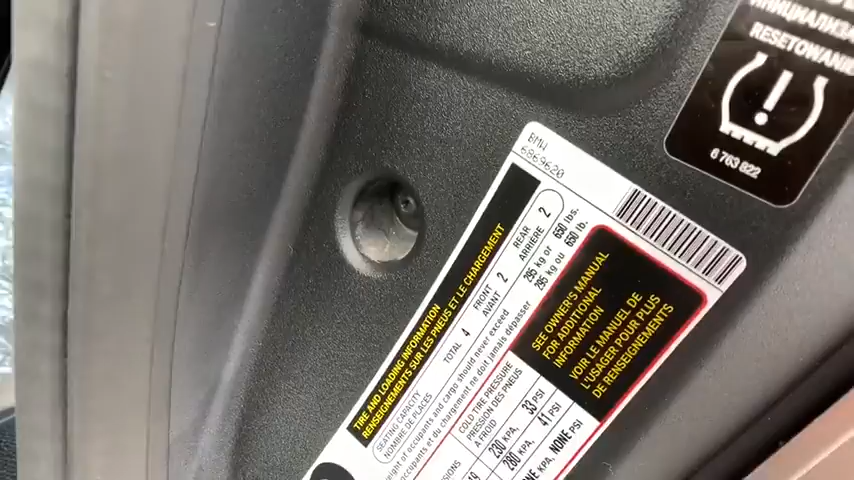 BMW
6869620
TIRE AND LOADING INFORMATION
RENSEIGNEMENTS SUR LES PNEUS ET LE CHARGEMENT
SEATING CAPACITY
NOMBRE DE PLACES
TOTAL 4
FRONT
AVANT 2
REAR
ARRIÈRE 2
of occupants and cargo should never exceed 295 kg or 650 lbs.
occupants et du chargement ne doit jamais dépasser 295 kg ou 650 lb.
COLD TIRE PRESSURE
PRESSION DES PNEUS
A FROID
230 KPA, 33 PSI
280 KPA, 41 PSI
KPA, NONE PSI
SEE OWNER'S MANUAL
FOR ADDITIONAL
INFORMATION
VOIR LE MANUEL DE
L'USAGER POUR PLUS
DE RENSEIGNEMENTS
RESETOWANIE
6 763 822